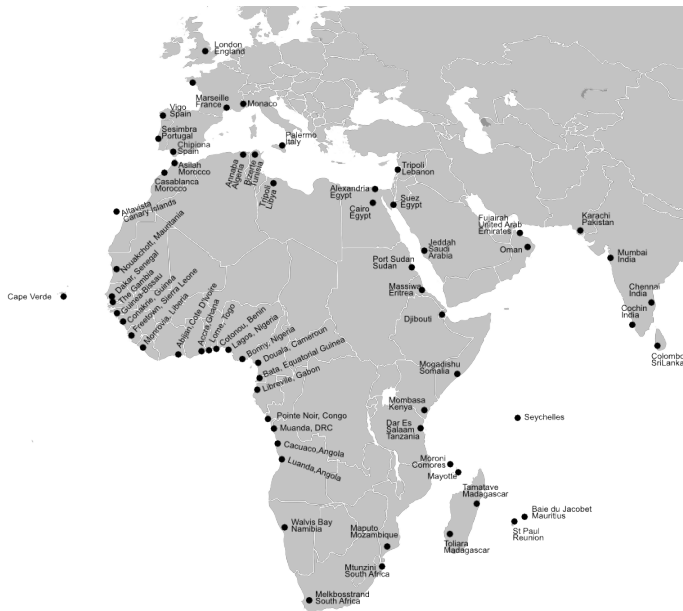 London
England
Marseille
France
Monaco
Vigo
Spain
Sesimbra
Portugal
Chipiona
Spain
Asilah
Morocco
Casablanca
Morocco
Palermo
Italy
Annaba
Algeria
Bizerte
Tunisia
Tripoli
Libya
Tripoli
Lebanon
Alexandria
Egypt
Suez
Egypt
Cairo
Egypt
Altavista
Canary Islands
Nouakchott, Mauritania
Dakar, Senegal
The Gambia
Guinea-Bissau
Conakrie, Guinea
Freetown, Sierra Leone
Monrovia, Liberia
Cape Verde
Abijan,Cote D'Ivoire
Accra,Ghana
Lome, Togo
Cotonou, Benin
Lagos, Nigeria
Bonny, Nigeria
Douala, Cameroun
Bata, Equatorial Guinea
Libreville, Gabon
Pointe Noir, Congo
Muanda, DRC
Cacuaco,Angola
Luanda,Angola
Walvis Bay
Namibia
Melkbosstrand
South Africa
Mtunzini
South Africa
Maputo
Mozambique
Toliara
Madagascar
Tamatave
Madagascar
Mayotte
Moroni
Comores
Dar Es
Salaam
Tanzania
Mombasa
Kenya
Mogadishu
Somalia
Djibouti
Massiwa
Eritrea
Port Sudan
Sudan
Jeddah
Saudi
Arabia
Fujairah
United Arab
Emirates
Oman
Karachi
Pakistan
Mumbai
India
Chennai
India
Cochin
India
Colombo
SriLanka
Seychelles
Baie du Jacobet
Mauritius
St Paul
Reunion